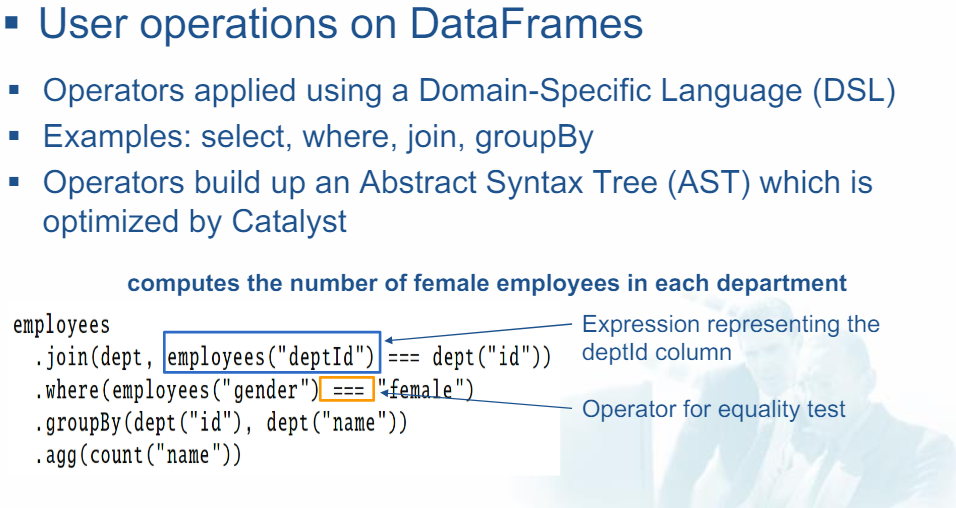 ▪ User operations on DataFrames
▪ Operators applied using a Domain-Specific Language (DSL)
▪ Examples: select, where, join, groupBy
▪ Operators build up an Abstract Syntax Tree (AST) which is
optimized by Catalyst
computes the number of female employees in each department
employees
.join(dept, employees("deptId") === dept("id"))
.where(employees("gender") === "female")
.groupBy(dept("id"), dept("name"))
.agg(count("name"))
Expression representing the
deptId column
Operator for equality test